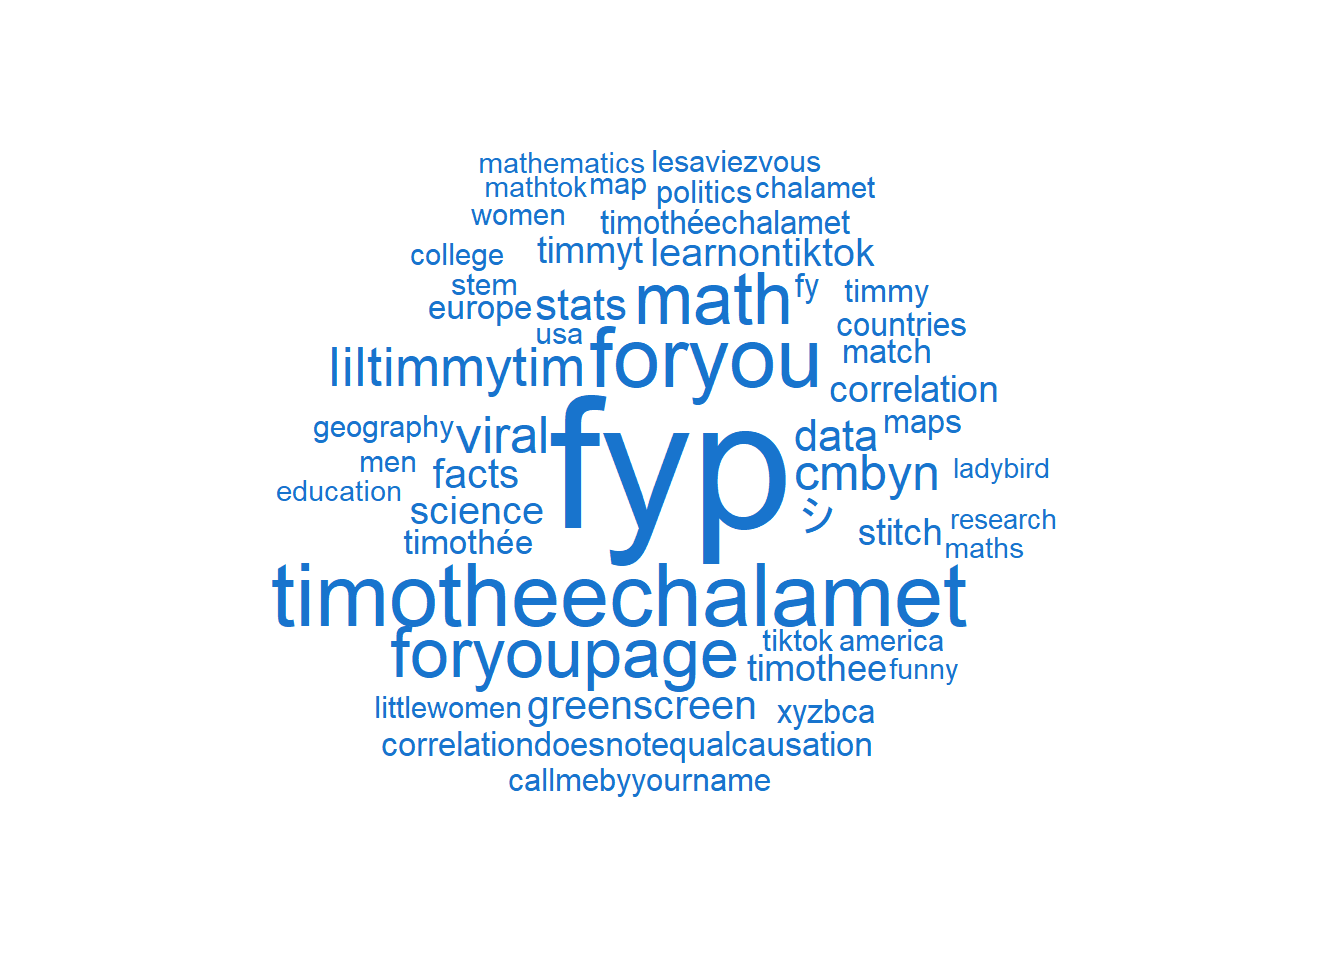 mathematics lesaviezvous
mathtok map politics chalamet
women timothéechalamet
college timmyt learnontiktok
stem math fy timmy
europe stats countries
usa foryou match
liltimmytim correlation
geography viral fyp data maps
men facts cmbyn ladybird
education science シ stitch research
timothée maths
timotheechalamet
foryoupage tiktok america
timothee funny
littlewomen greenscreen xyzbca
correlationdoesnotequalcausation
callmebyyourname